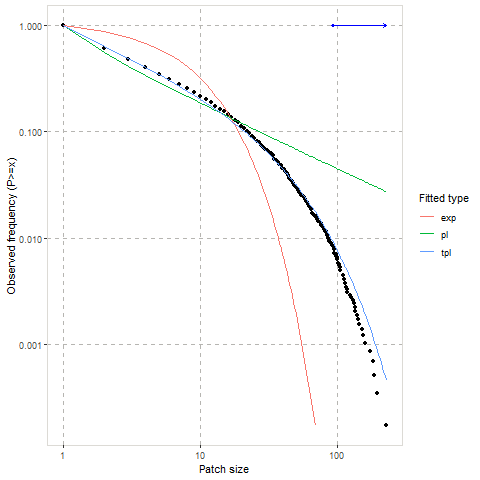 1.000
0.100
0.010
0.001
Observed frequency (P>=x)
1
10
100
Patch size
Fitted type
exp
pl
tpl